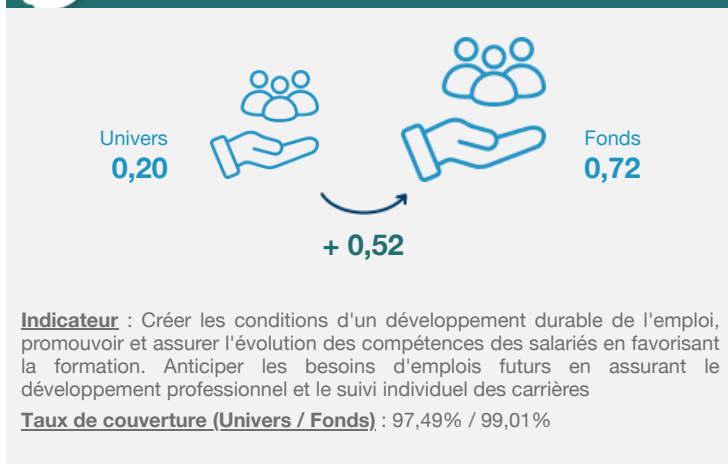 Univers
0,20
Fonds
0,72
+ 0,52
Indicateur : Créer les conditions d'un développement durable de l'emploi,
promouvoir et assurer l'évolution des compétences des salariés en favorisant
la formation. Anticiper les besoins d'emplois futurs en assurant le
développement professionnel et le suivi individuel des carrières
Taux de couverture (Univers / Fonds) : 97,49% / 99,01%